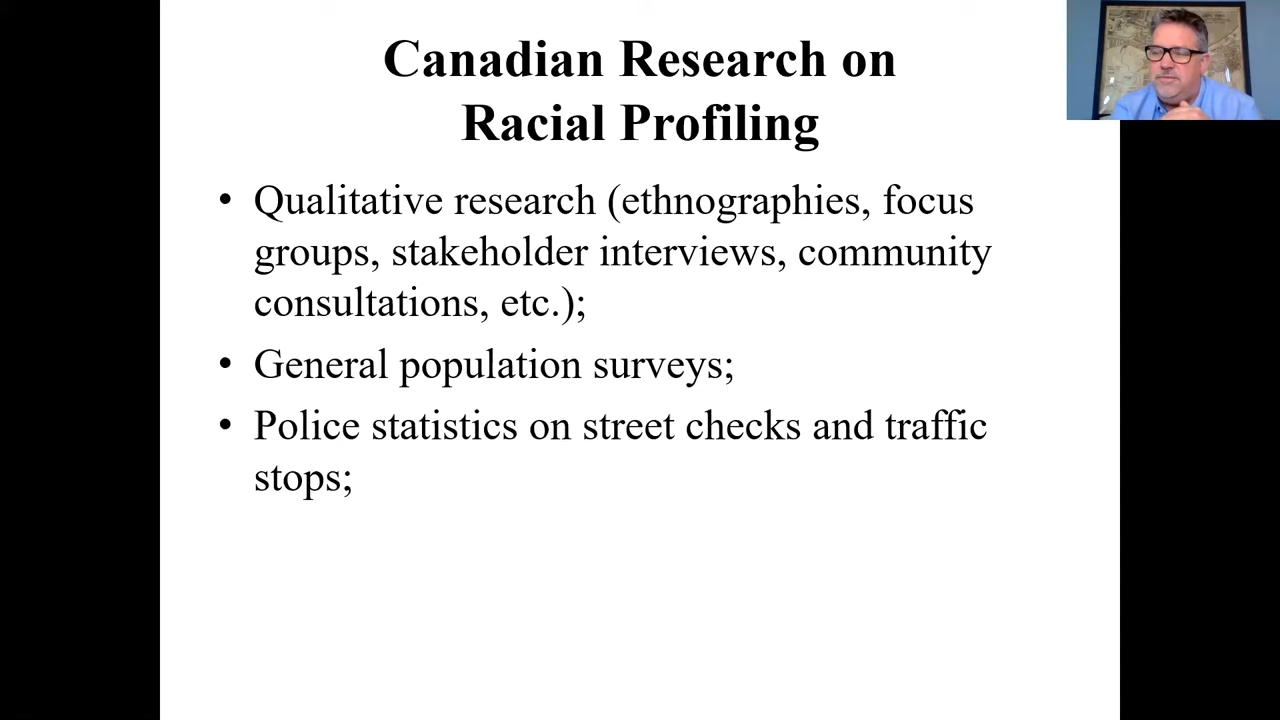 Canadian Research on
Racial Profiling
• Qualitative research (ethnographies, focus
groups, stakeholder interviews, community
consultations, etc.);
• General population surveys;
• Police statistics on street checks and traffic
stops;